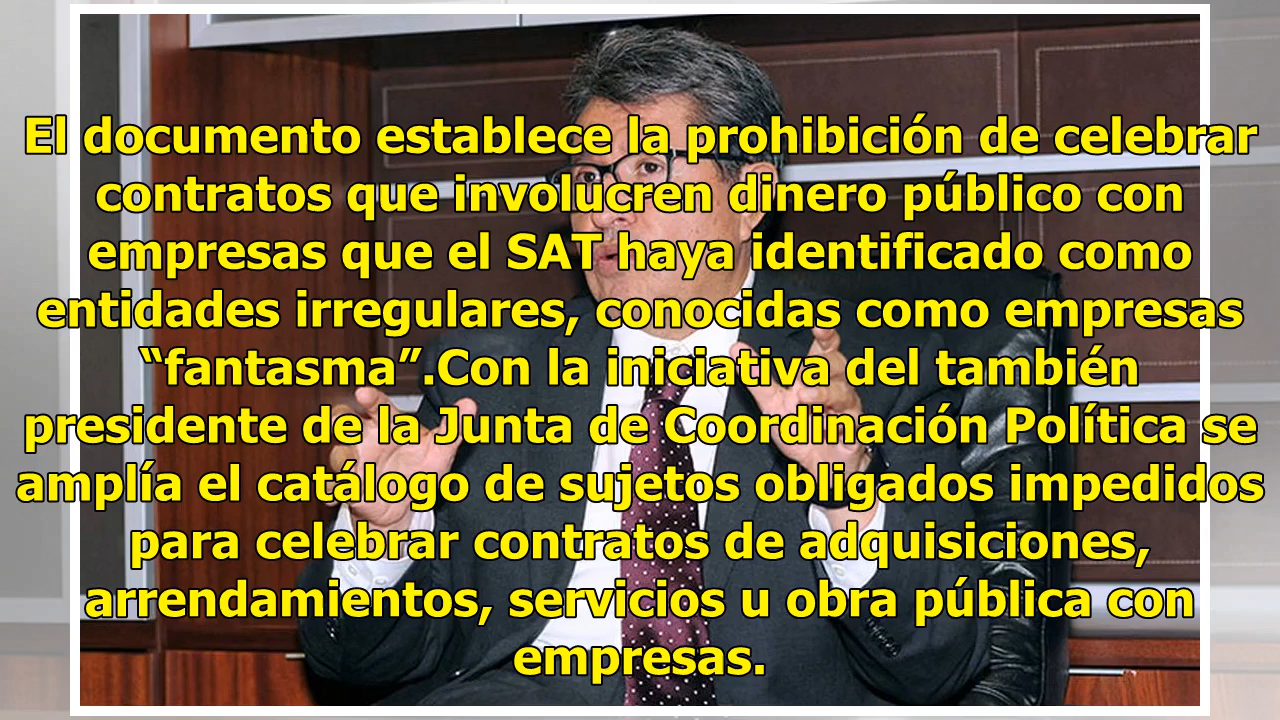 El documento establece la prohibición de celebrar
contratos que involucren dinero público con
empresas que el SAT haya identificado como
entidades irregulares, conocidas como empresas
“fantasma”.Con la iniciativa del también
presidente de la Junta de Coordinación Política se
amplía el catálogo de sujetos obligados impedidos
para celebrar contratos de adquisiciones,
arrendamientos, servicios u obra pública con
empresas.